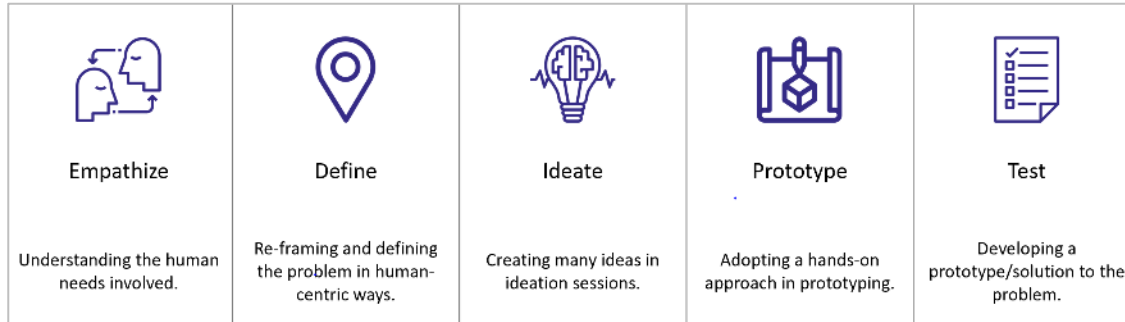 Empathize
Understanding the human
needs involved.
Define
Re-framing and defining
the problem in human-
centric ways.
Ideate
Creating many ideas in
ideation sessions.
Prototype
Adopting a hands-on
approach in prototyping.
Test
Developing a
prototype/solution to the
problem.